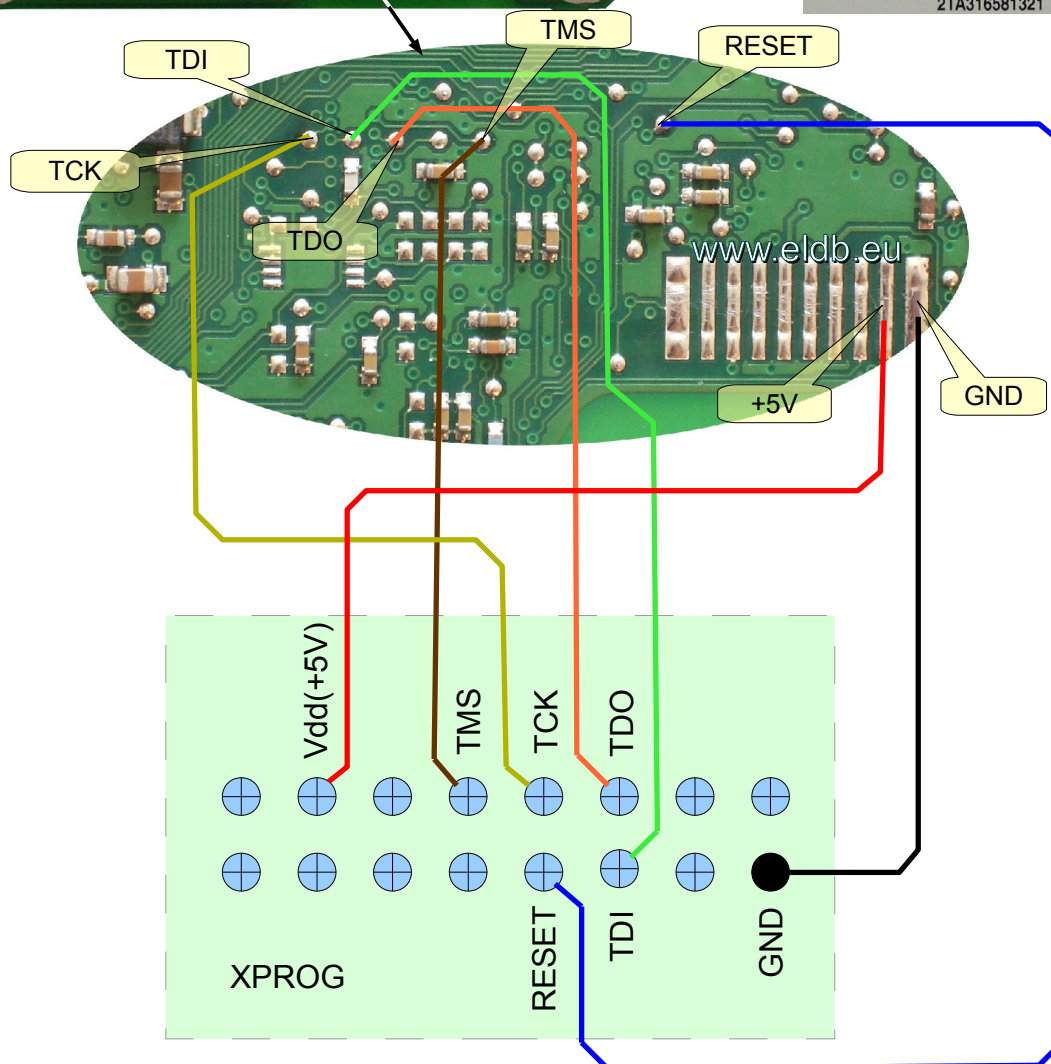 21A316581321
TMS
TDI
RESET
TCK
TDO
www.eldb.eu
+5V
GND
Vdd(+5V)
TMS
TCK
TDO
RESET
TDI
GND
XPROG